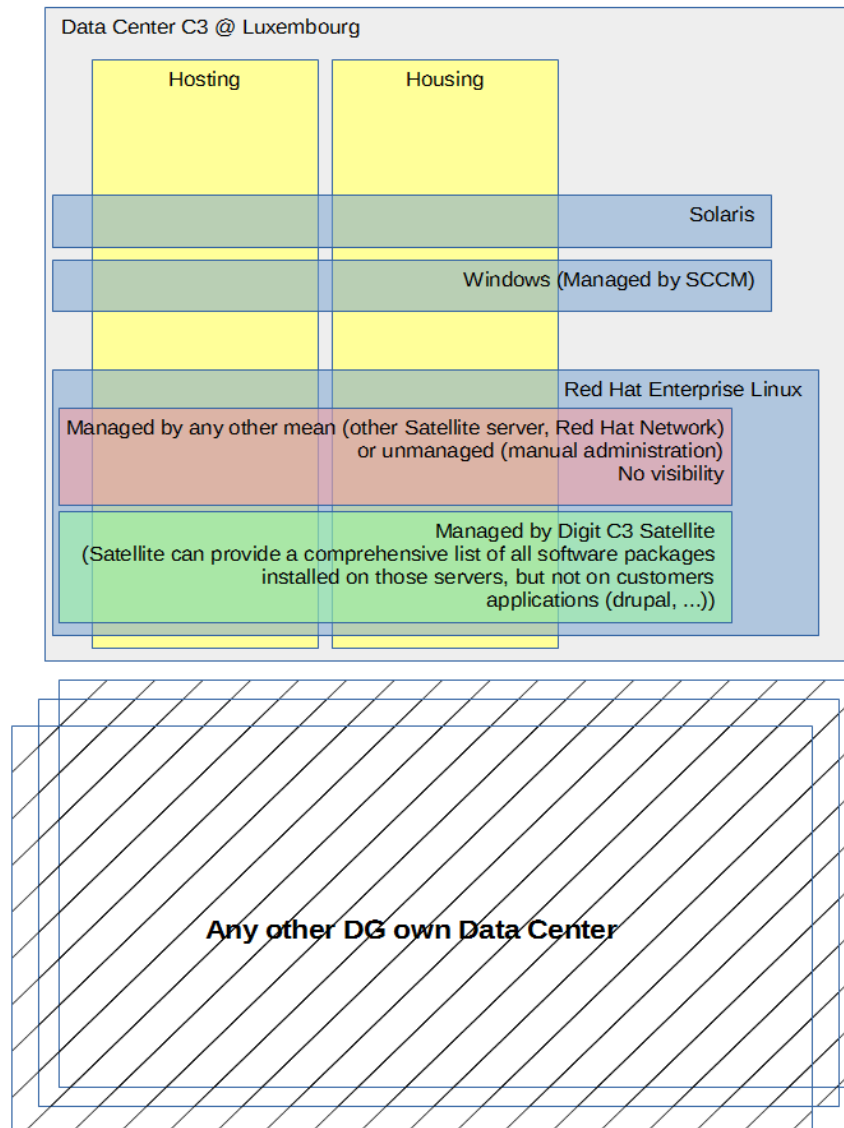 Data Center C3 @ Luxembourg
Hosting
Housing
Solaris
Windows (Managed by SCCM)
Red Hat Enterprise Linux
Managed by any other mean (other Satellite server, Red Hat Network)
or unmanaged (manual administration)
No visibility
Managed by Digit C3 Satellite
(Satellite can provide a comprehensive list of all software packages
installed on those servers, but not on customers
applications (drupal, ...))
Any other DG own Data Center